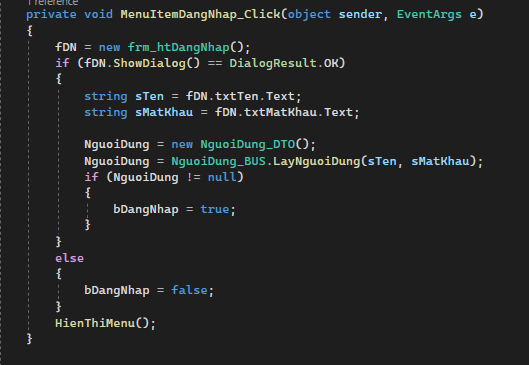 1 reference
private void MenuItemDangNhap_Click(object sender, EventArgs e)
{
fDN = new frm_htDangNhap();
if (fDN.ShowDialog() == DialogResult.OK)
{
string sTen = fDN.txtTen.Text;
string sMatKhau = fDN.txtMatKhau.Text;
NguoiDung = new NguoiDung_DTO();
NguoiDung = NguoiDung_BUS.LayNguoiDung(sTen, sMatKhau);
if (NguoiDung != null)
{
bDangNhap = true;
}
}
else
{
bDangNhap = false;
}
HienThiMenu();
}